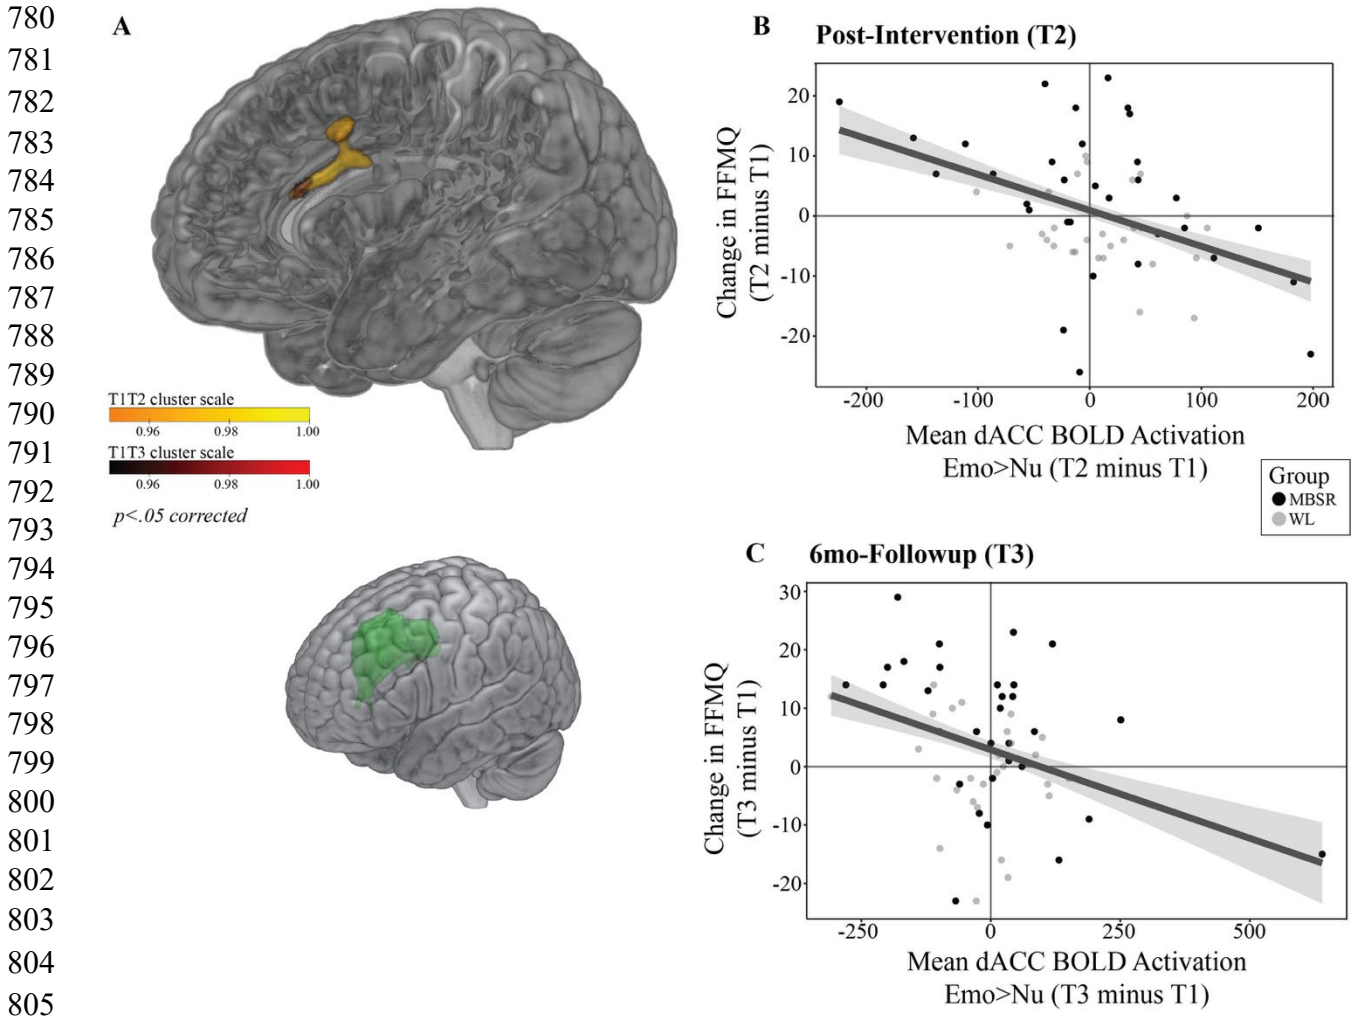 780
781
782
783
784
785
786
787
788
789
790
791
792
793
794
795
796
797
798
799
800
801
802
803
804
805
A
T1T2 cluster scale
0.96 0.98 1.00
T1T3 cluster scale
0.96 0.98 1.00
p<.05 corrected
B Post-Intervention (T2)
Change in FFMQ
(T2 minus T1)
20
10
0
-10
-20
-200 -100 0 100 200
Mean dACC BOLD Activation
Emo>Nu (T2 minus T1)
Group
MBSR
WL
C 6mo-Followup (T3)
Change in FFMQ
(T3 minus T1)
30
20
10
0
-10
-20
-250 0 250 500
Mean dACC BOLD Activation
Emo>Nu (T3 minus T1)